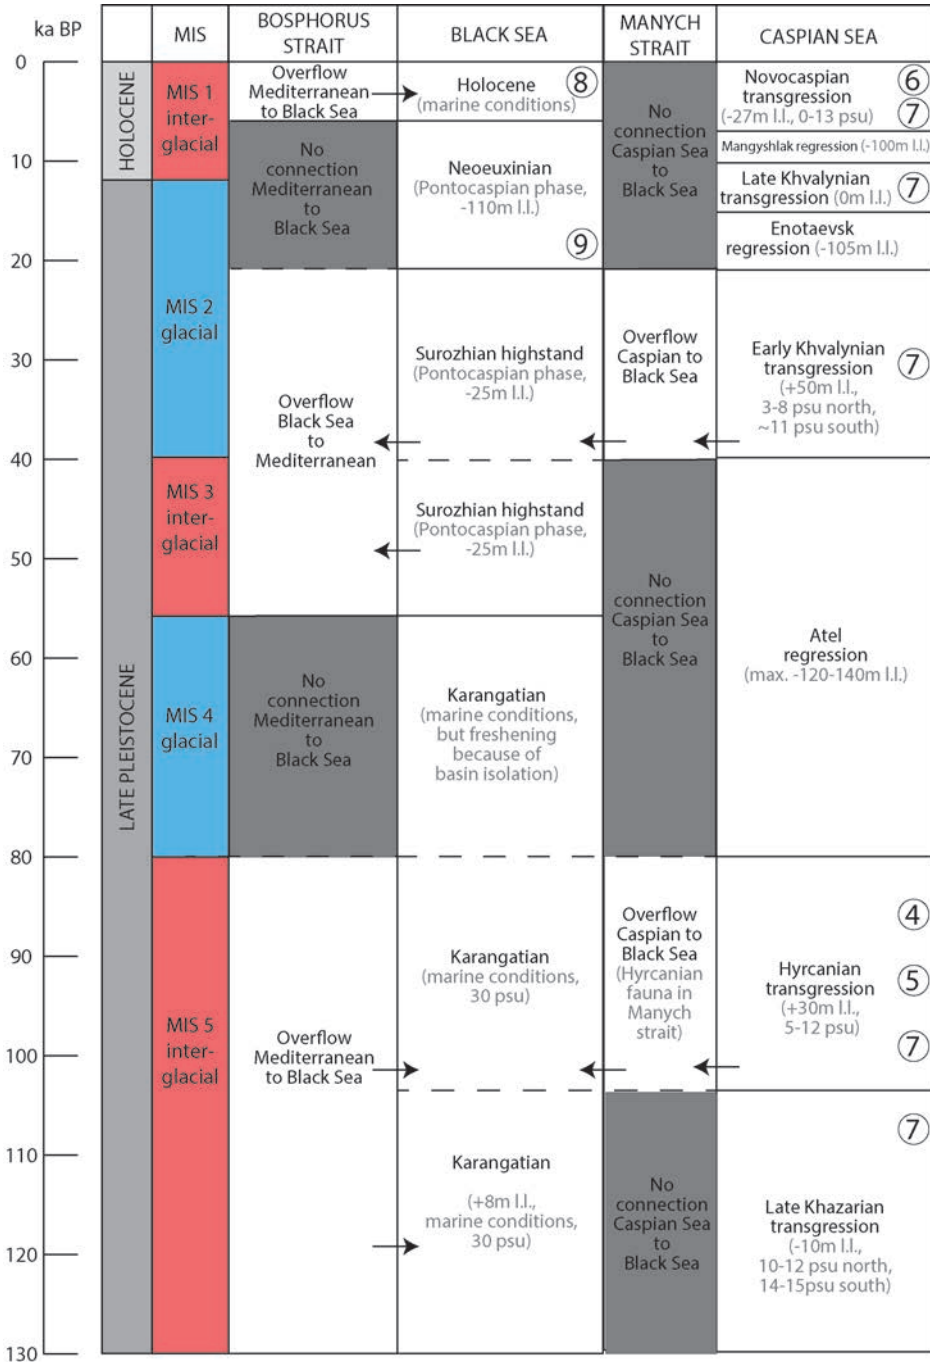 ka BP
MIS
BOSPHORUS
STRAIT
BLACK SEA
MANYCH
STRAIT
CASPIAN SEA
0
10
20
30
40
50
60
70
80
90
100
110
120
130
HOLOCENE
LATE PLEISTOCENE
MIS 1
inter-
glacial
MIS 2
glacial
MIS 3
inter-
glacial
MIS 4
glacial
MIS 5
inter-
glacial
Overflow
Mediterranean
to Black Sea
No
connection
Mediterranean
to
Black Sea
Overflow
Black Sea
to
Mediterranean
No
connection
Mediterranean
to
Black Sea
Overflow
Mediterranean
to Black Sea
Holocene
(marine conditions)
8
Neoeuxinian
(Pontocaspian phase,
-110m l.l.)
9
Surozhian highstand
(Pontocaspian phase,
-25m l.l.)
Surozhian highstand
(Pontocaspian phase,
-25m l.l.)
Karangatian
(marine conditions,
but freshening
because of
basin isolation)
Karangatian
(marine conditions,
30 psu)
Karangatian
(+8m l.l.,
marine conditions,
30 psu)
No
connection
Caspian Sea
to
Black Sea
Overflow
Caspian to
Black Sea
No
connection
Caspian Sea
to
Black Sea
Overflow
Caspian to
Black Sea
(Hyrcanian
fauna in
Manych
strait)
No
connection
Caspian Sea
to
Black Sea
Novocaspian
transgression
(-27m l.l., 0-13 psu)
6
7
Mangyshlak regression (-100m l.l.)
Late Khvalynian
transgression (0m l.l.)
7
Enotaevsk
regression (-105m l.l.)
Early Khvalynian
transgression
(+50m l.l.,
3-8 psu north,
~11 psu south)
7
Atel
regression
(max. -120-140m l.l.)
4
Hyrcanian
transgression
(+30m l.l.,
5-12 psu)
5
7
7
Late Khazarian
transgression
(-10m l.l.,
10-12 psu north,
14-15psu south)